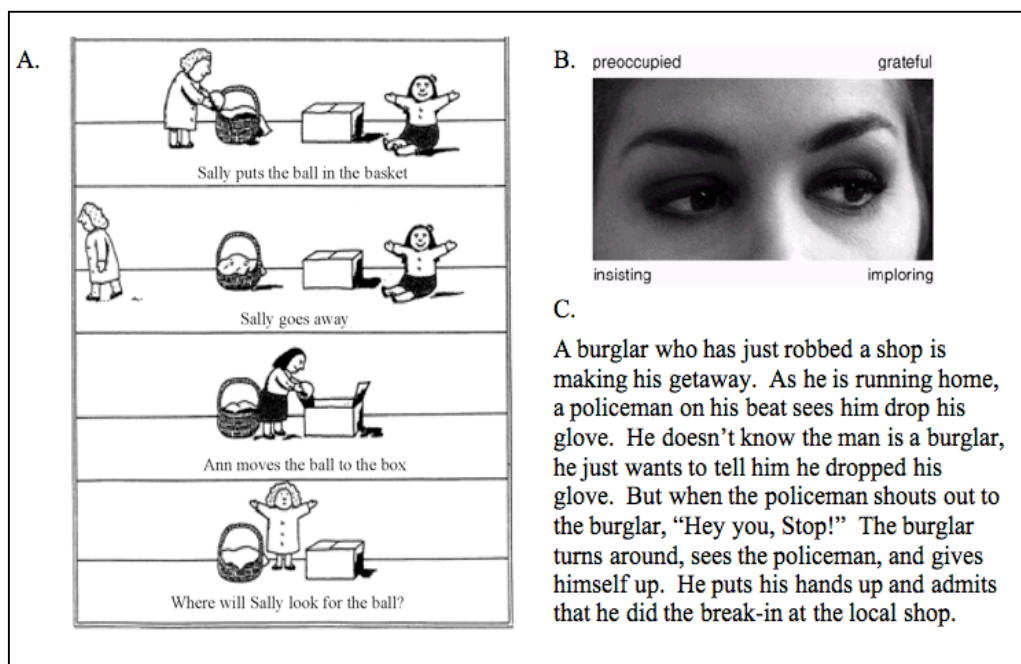 A.
Sally puts the ball in the basket
Sally goes away
Ann moves the ball to the box
Where will Sally look for the ball?
B.
preoccupied grateful
insisting imploring
C.
A burglar who has just robbed a shop is
making his getaway.  As he is running home,
a policeman on his beat sees him drop his
glove.  He doesn’t know the man is a burglar,
he just wants to tell him he dropped his
glove.  But when the policeman shouts out to
the burglar, “Hey you, Stop!”  The burglar
turns around, sees the policeman, and gives
himself up.  He puts his hands up and admits
that he did the break-in at the local shop.